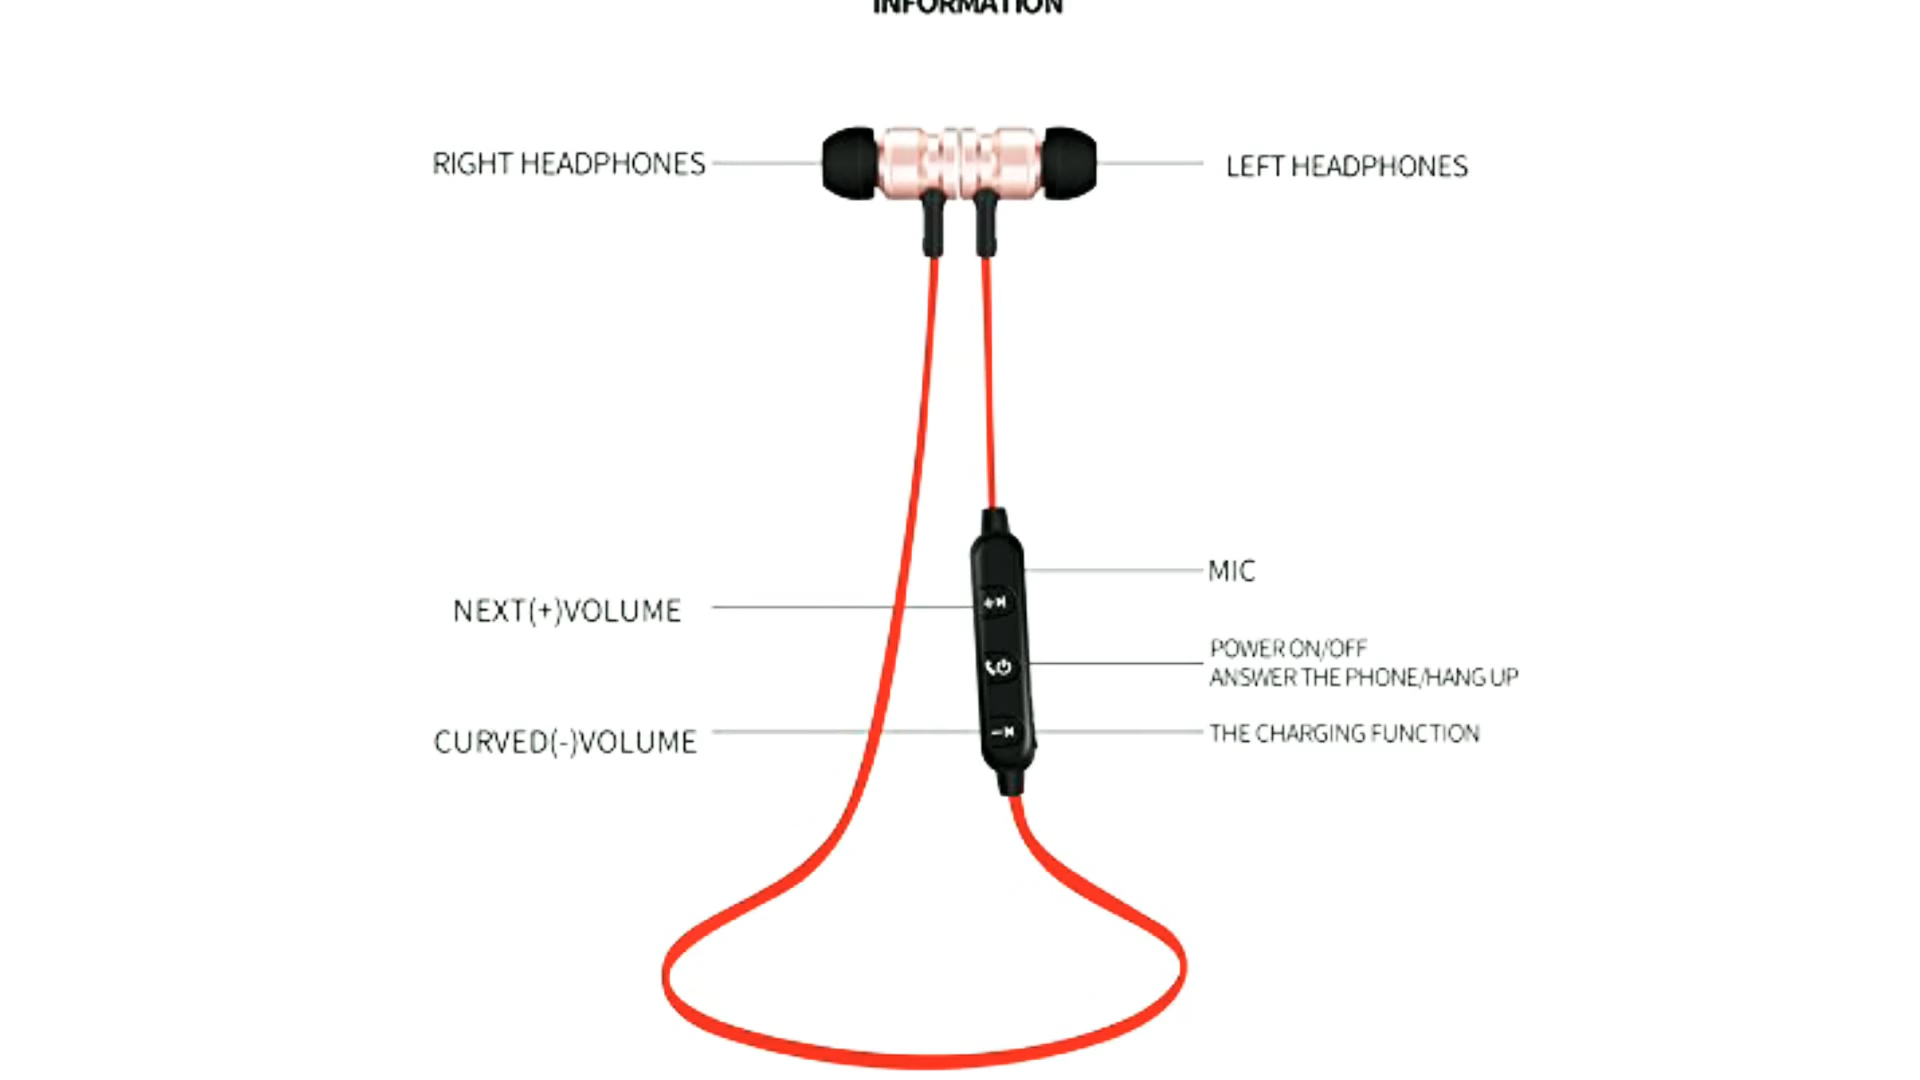 INFORMATION
RIGHT HEADPHONES
LEFT HEADPHONES
MIC
NEXT(+)VOLUME
POWER ON/OFF
ANSWER THE PHONE/HANG UP
CURVED(-)VOLUME
THE CHARGING FUNCTION